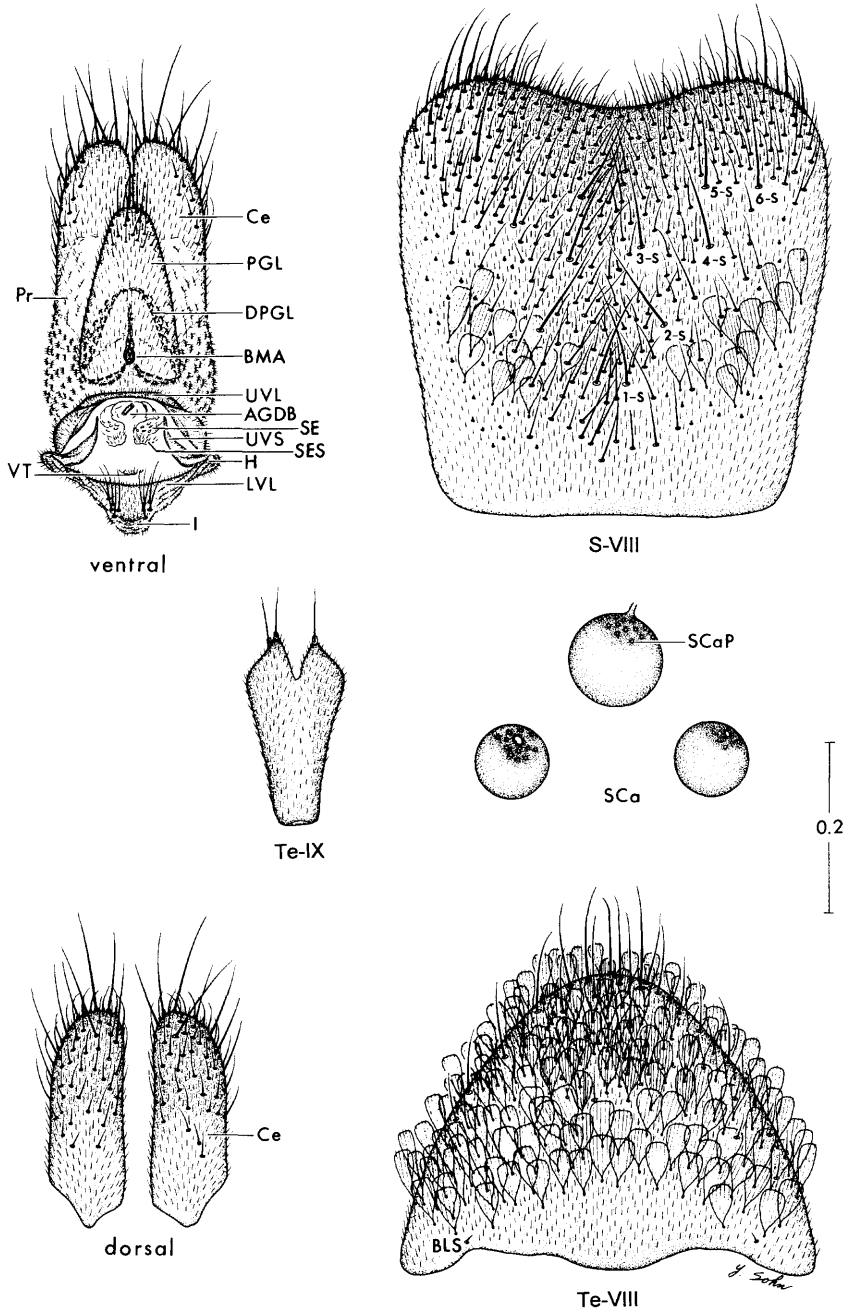 Ce
PGL
Pr
DPGL
BMA
UVL
AGDB
SE
UVS
SES
H
VT
LVL
I
ventral
5-S
6-S
3-S
4-S
2-S
1-S
S-VIII
SCaP
SCa
Te-IX
0.2
Ce
dorsal
BLS
Y. Sohn
Te-VIII